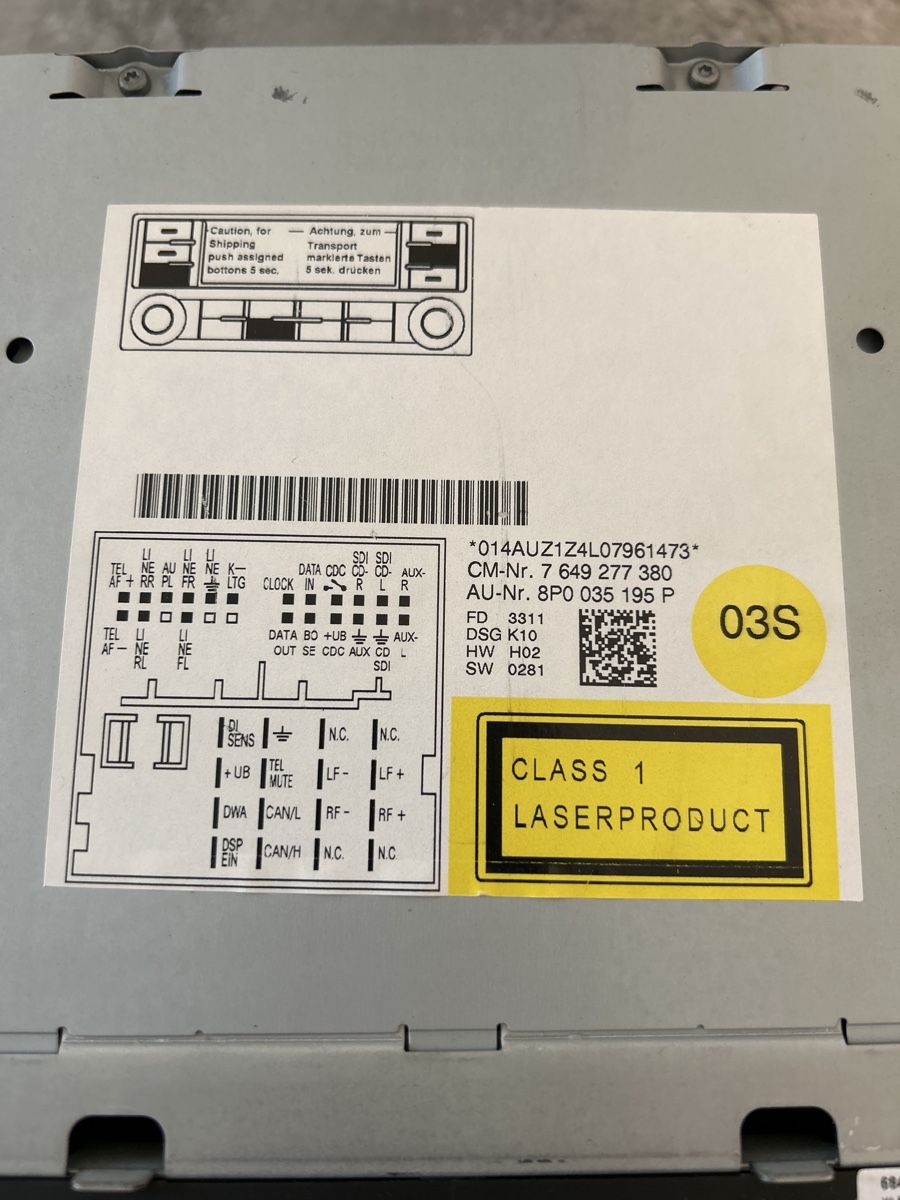 Caution, for
Shipping
push assigned
bottons 5 sec.
Achtung, zum
Transport
markierte Tasten
5 sek. drücken
*014AUZ1Z4L07961473*
CM-Nr. 7 649 277 380
AU-Nr. 8P0 035 195 P
FD 3311
DSG K10
HW H02
SW 0281
03S
CLASS 1
LASERPRODUCT
TEL AF +
LI NE RR
AU PL
LI NE FR
LI NE
K– LTG
CLOCK
DATA IN
CDC
SDI CD- R
SDI CD- L
AUX- R
TEL AF –
LI NE RL
LI NE FL
DATA OUT
BO SE
+UB CDC
AUX
CD SDI
AUX- L
DI SENS
N.C.
N.C.
+ UB
TEL MUTE
LF -
LF +
DWA
CAN/L
RF -
RF +
DSP EIN
CAN/H
N.C.
N.C
684